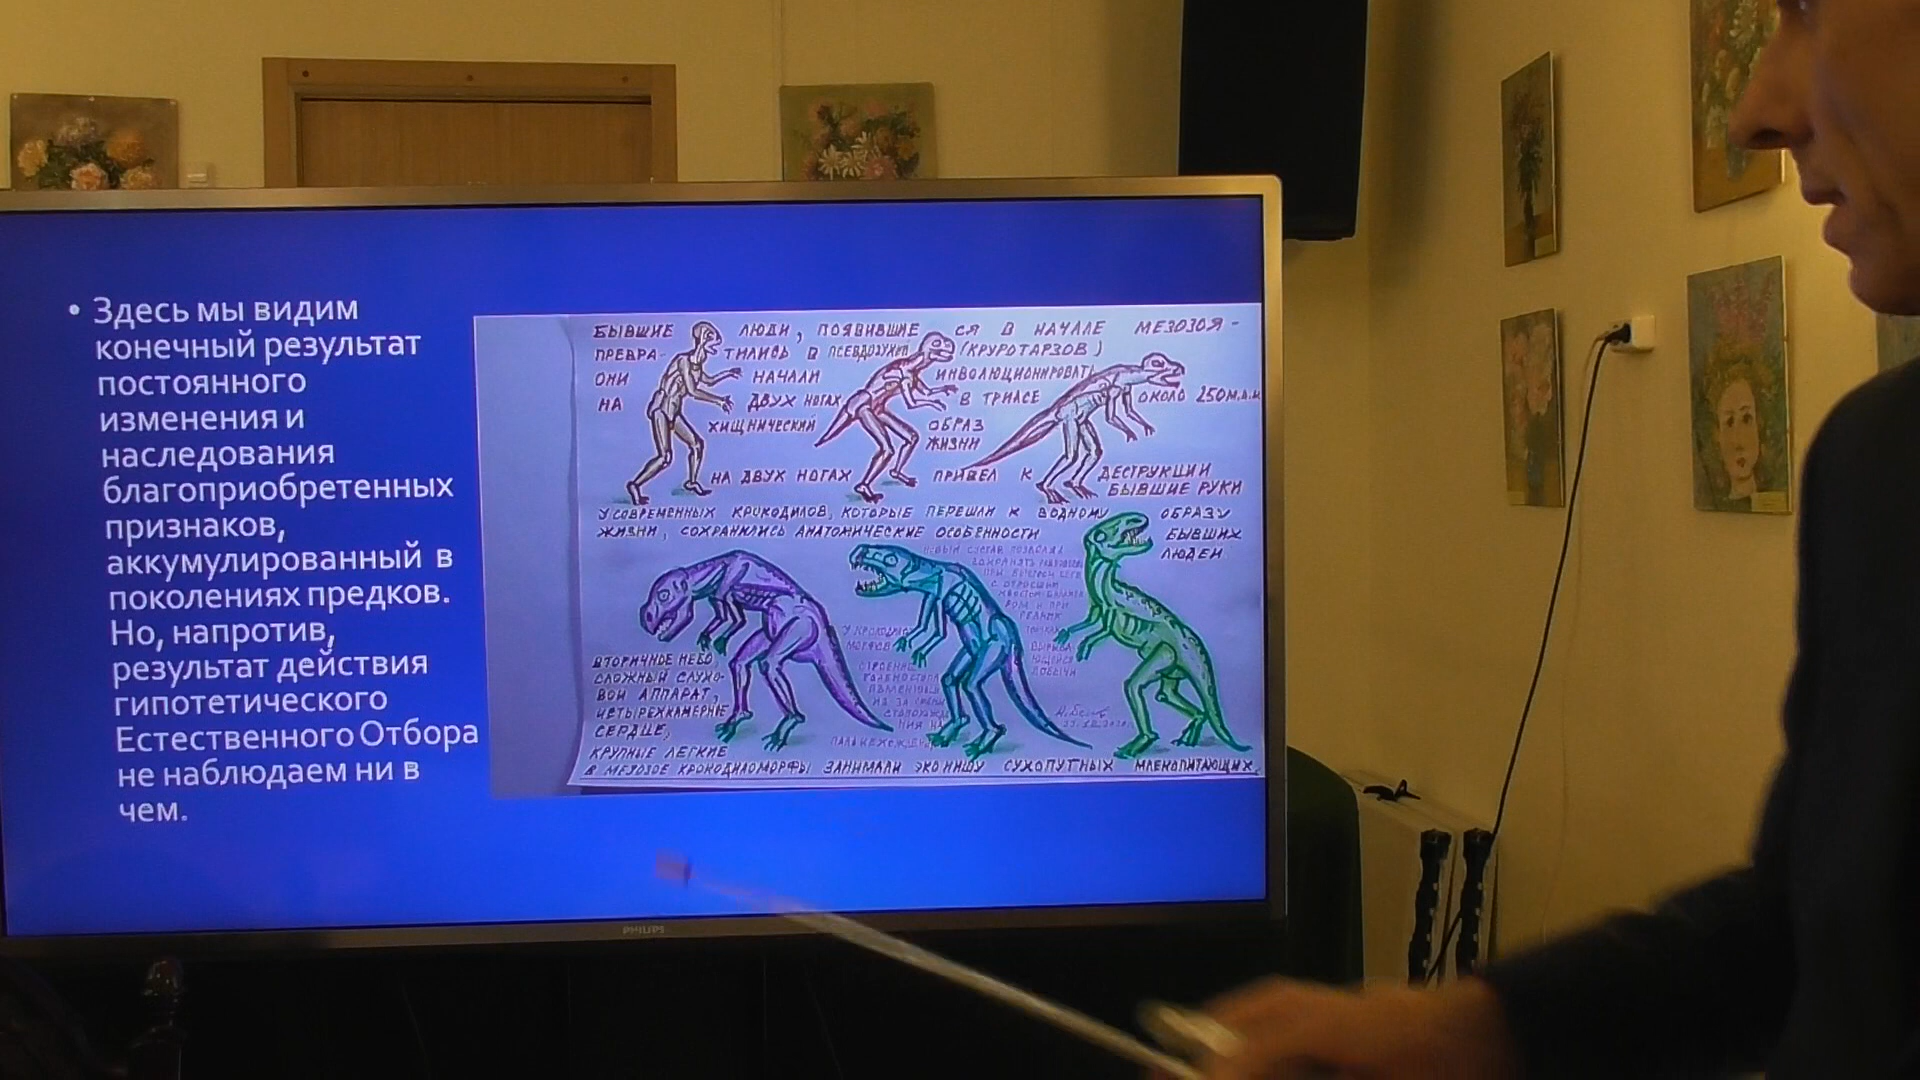 • Здесь мы видим
конечный результат
постоянного
изменения и
наследования
благоприобретенных
признаков,
аккумулированный в
поколениях предков.
Но, напротив,
результат действия
гипотетического
Естественного Отбора
не наблюдаем ни в
чем.
БЫВШИЕ ЛЮДИ, ПОЯВИВШИЕСЯ В НАЧАЛЕ МЕЗОЗОЯ -
ПРЕВРАТИЛИСЬ В (КРУРОТАРЗОВ)
ОНИ НАЧАЛИ ИНВОЛЮЦИОНИРОВАТЬ
НА ДВУХ НОГАХ В ТРИАСЕ ОКОЛО 250 М.Л.Н
ХИЩНИЧЕСКИЙ ОБРАЗ
ЖИЗНИ
НА ДВУХ НОГАХ ПРИВЕЛ К ДЕСТРУКЦИИ
БЫВШИЕ РУКИ
У СОВРЕМЕННЫХ КРОКОДИЛОВ, КОТОРЫЕ ПЕРЕШЛИ К ВОДНОМУ ОБРАЗУ
ЖИЗНИ, СОХРАНИЛИСЬ АНАТОМИЧЕСКИЕ ОСОБЕННОСТИ БЫВШИХ
ЛЮДЕЙ.
ВТОРИЧНОЕ НЕБО,
СЛОЖНЫЙ СЛУХО-
ВОЙ АППАРАТ,
ЧЕТЫРЕХКАМЕРНОЕ
СЕРДЦЕ,
КРУПНЫЕ ЛЕГКИЕ
В МЕЗОЗОЕ КРОКОДИЛОМОРФЫ ЗАНИМАЛИ ЭКОНИШУ СУХОПУТНЫХ МЛЕКОПИТАЮЩИХ.
PHILIPS